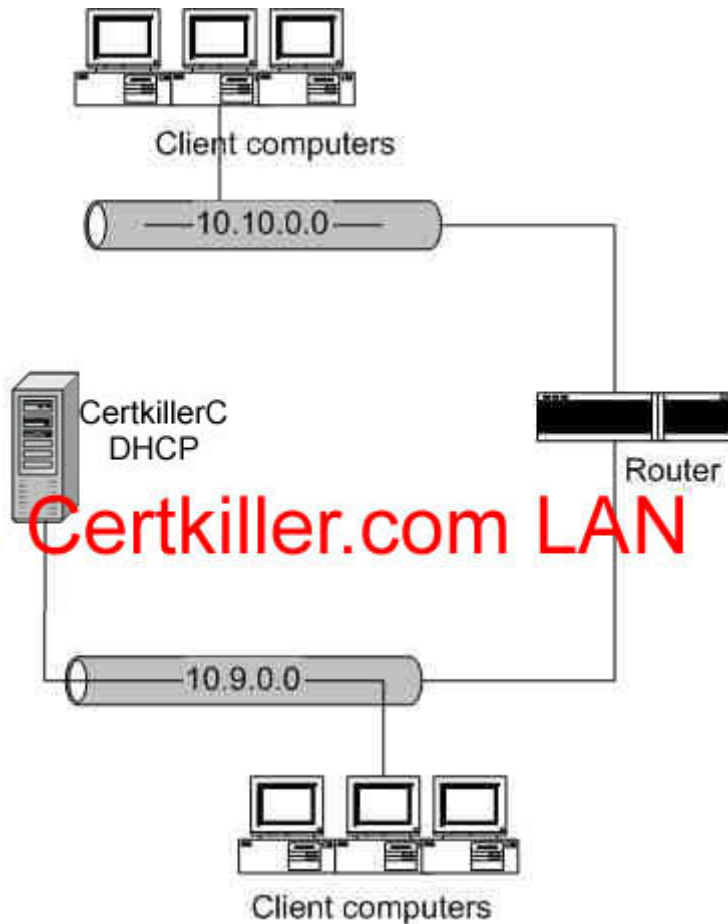 Client computers
10.10.0.0
CertkillerC
DHCP
Router
Certkiller.com LAN
10.9.0.0
Client computers